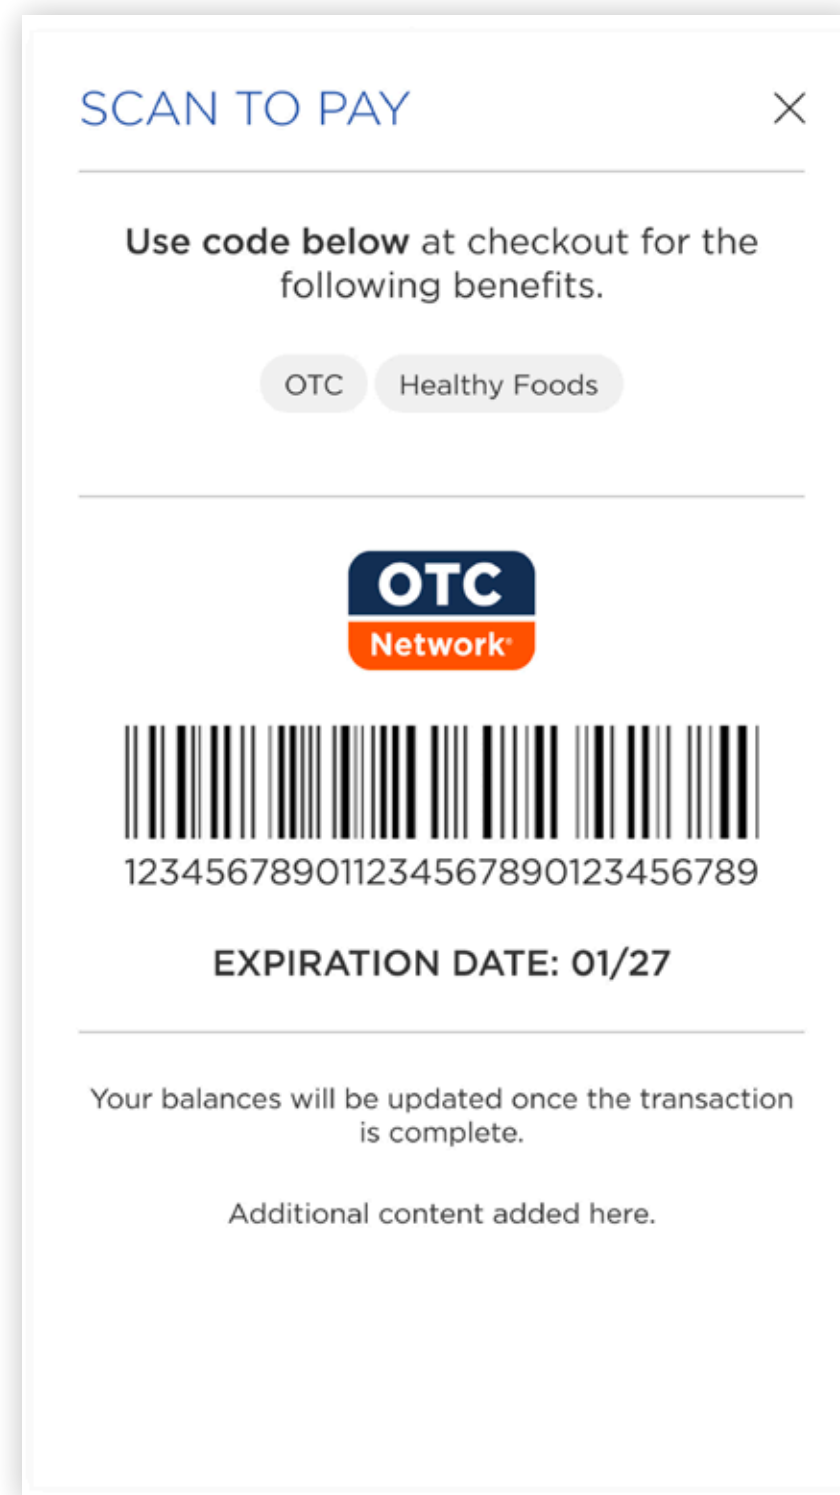 SCAN TO PAY
Use code below at checkout for the
following benefits.
OTC
Healthy Foods
OTC
Network®
123456789011234567890123456789
EXPIRATION DATE: 01/27
Your balances will be updated once the transaction
is complete.
Additional content added here.